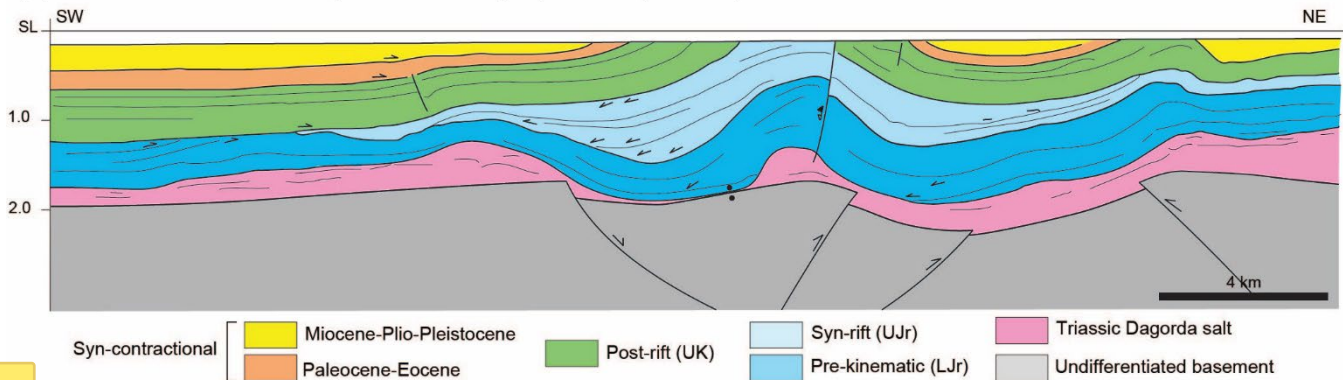 SL SW NE
1.0
2.0
4 km
Syn-contractional
Miocene-Plio-Pleistocene
Paleocene-Eocene
Post-rift (UK)
Syn-rift (UJr)
Pre-kinematic (LJr)
Triassic Dagorda salt
Undifferentiated basement